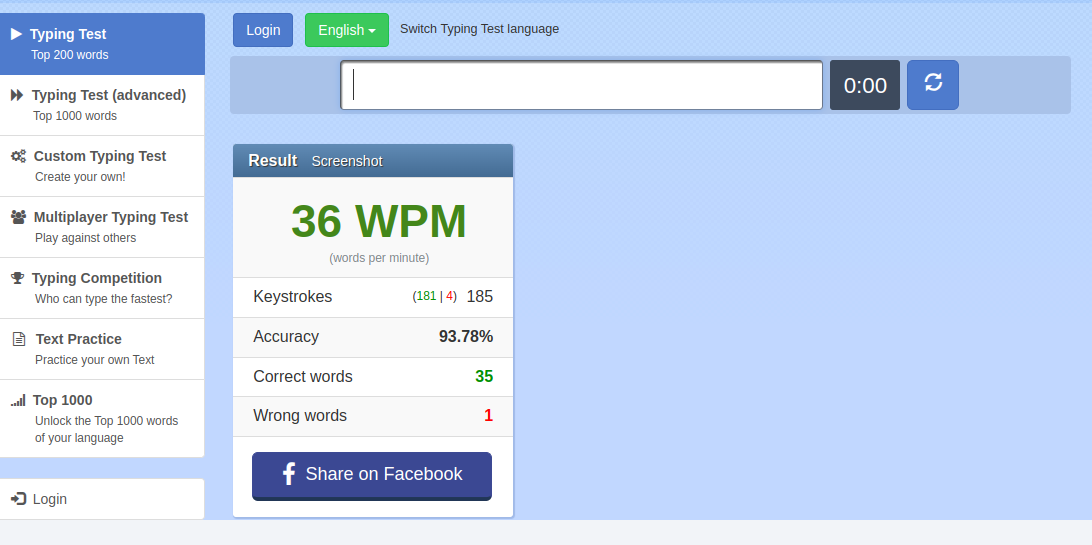 Typing Test
Top 200 words
Typing Test (advanced)
Top 1000 words
Custom Typing Test
Create your own!
Multiplayer Typing Test
Play against others
Typing Competition
Who can type the fastest?
Text Practice
Practice your own Text
Top 1000
Unlock the Top 1000 words
of your language
Login
Login English Switch Typing Test language
0:00
Result Screenshot
36 WPM
(words per minute)
Keystrokes (181 | 4) 185
Accuracy 93.78%
Correct words 35
Wrong words 1
Share on Facebook